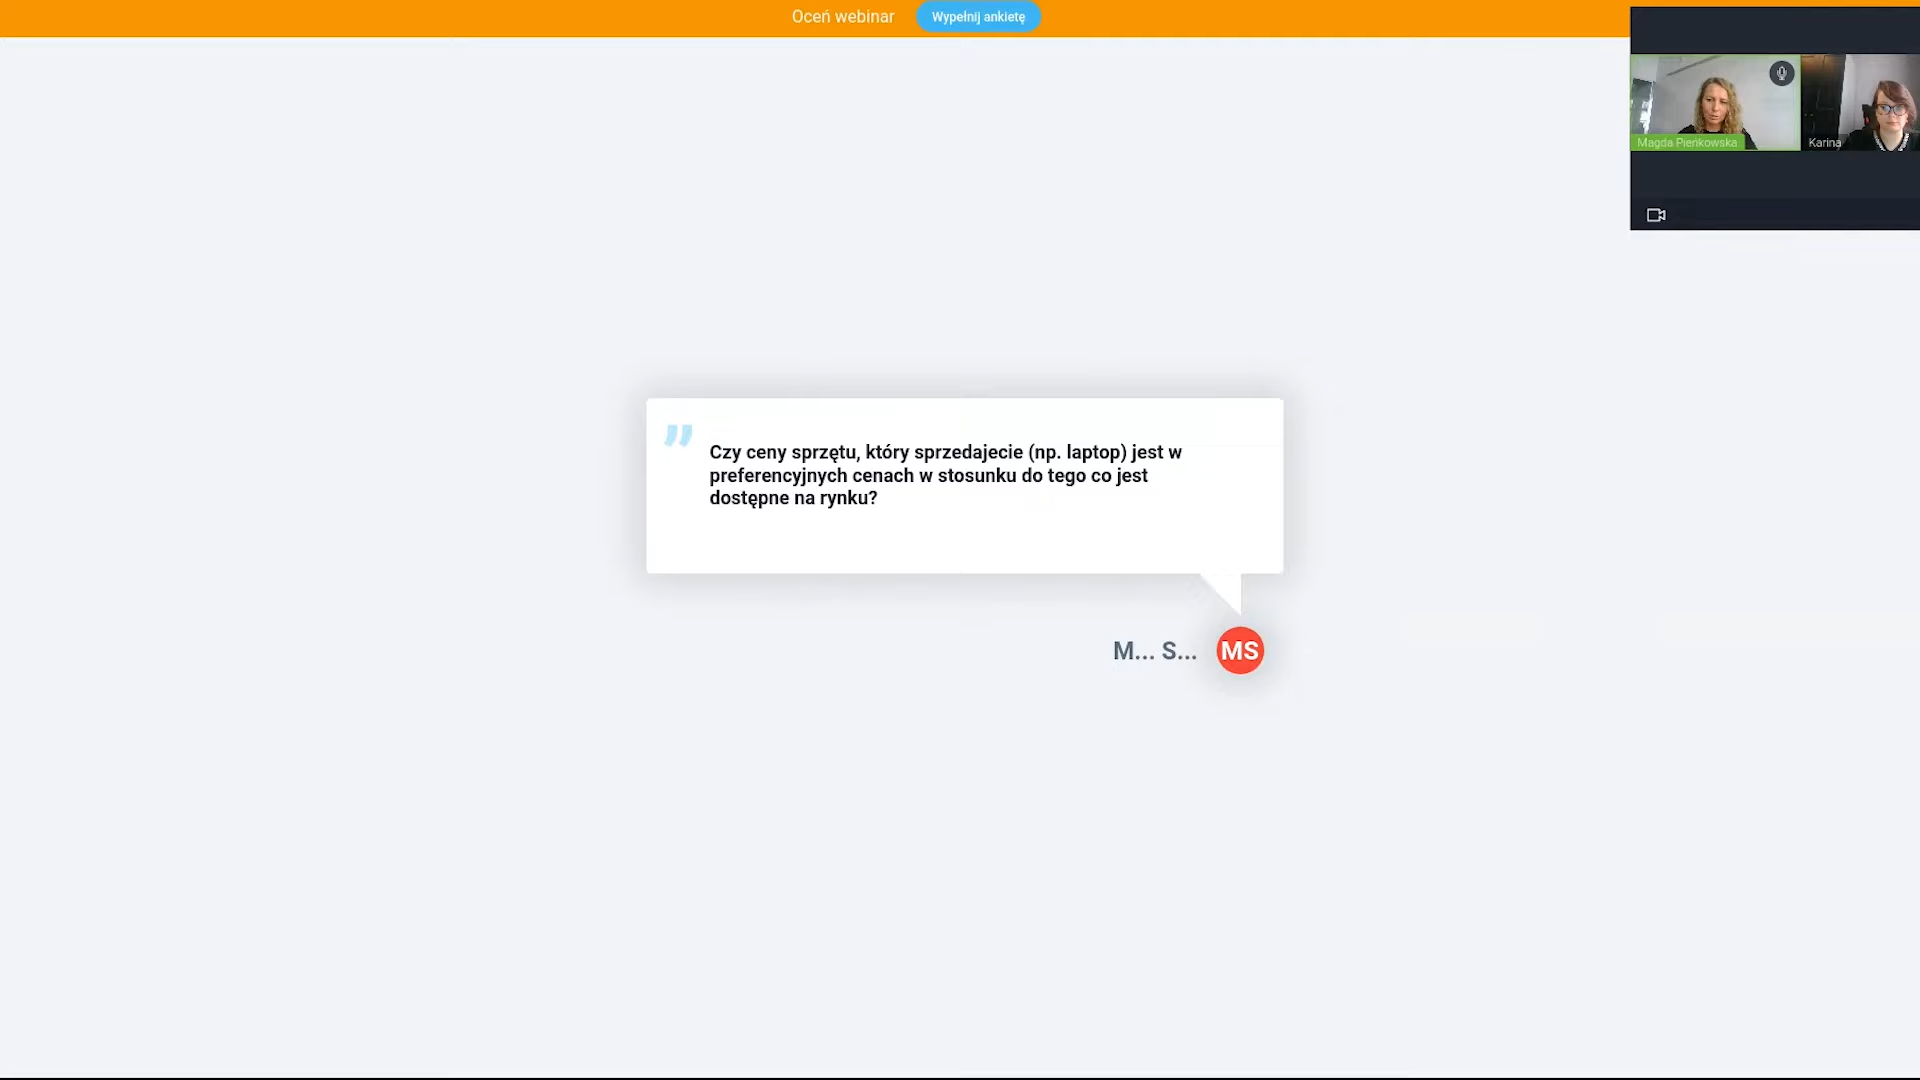 Oceń webinar
Wypełnij ankietę
Magda Pieńkowska
Karina
Czy ceny sprzętu, który sprzedajecie (np. laptop) jest w
preferencyjnych cenach w stosunku do tego co jest
dostępne na rynku?
M... S...
MS